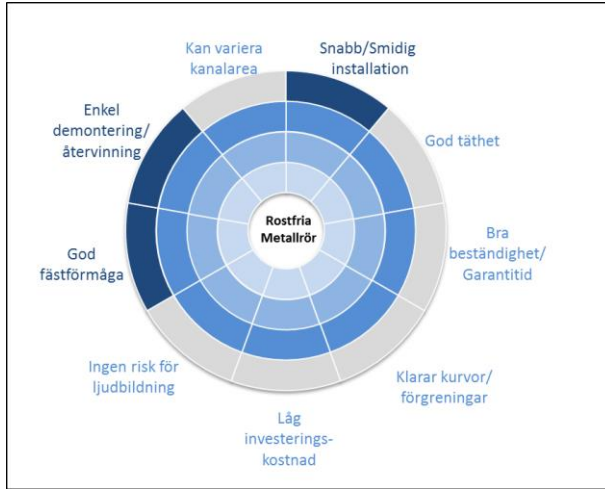 Kan variera
kanalarea
Snabb/Smidig
installation
Enkel
demontering/
återvinning
God täthet
Rostfria
Metallrör
God
fästförmåga
Bra
beständighet/
Garantitid
Ingen risk för
ljudbildning
Klarar kurvor/
förgreningar
Låg
investerings-
kostnad